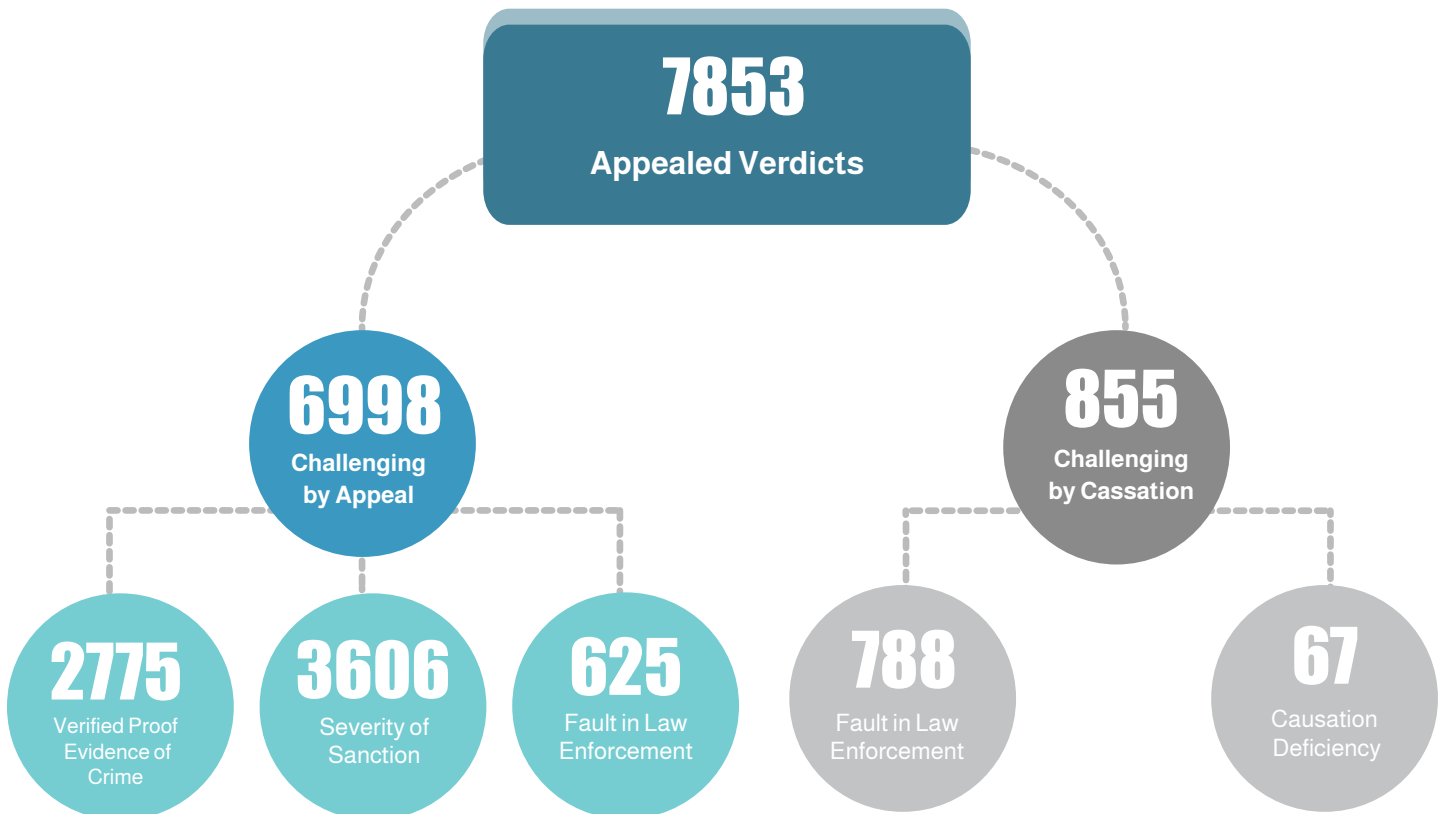 7853
Appealed Verdicts
6998
Challenging
by Appeal
855
Challenging
by Cassation
2775
Verified Proof
Evidence of
Crime
3606
Severity of
Sanction
625
Fault in Law
Enforcement
788
Fault in Law
Enforcement
67
Causation
Deficiency